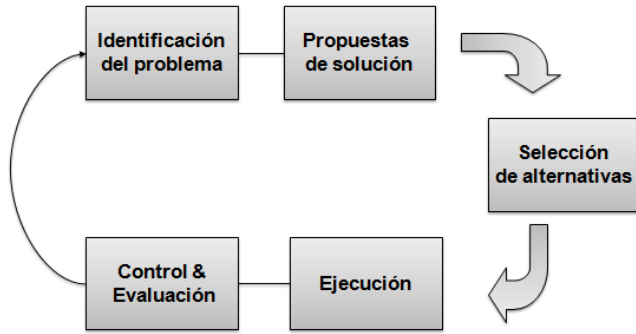 Identificación
del problema
Propuestas
de solución
Selección
de alternativas
Ejecución
Control &
Evaluación